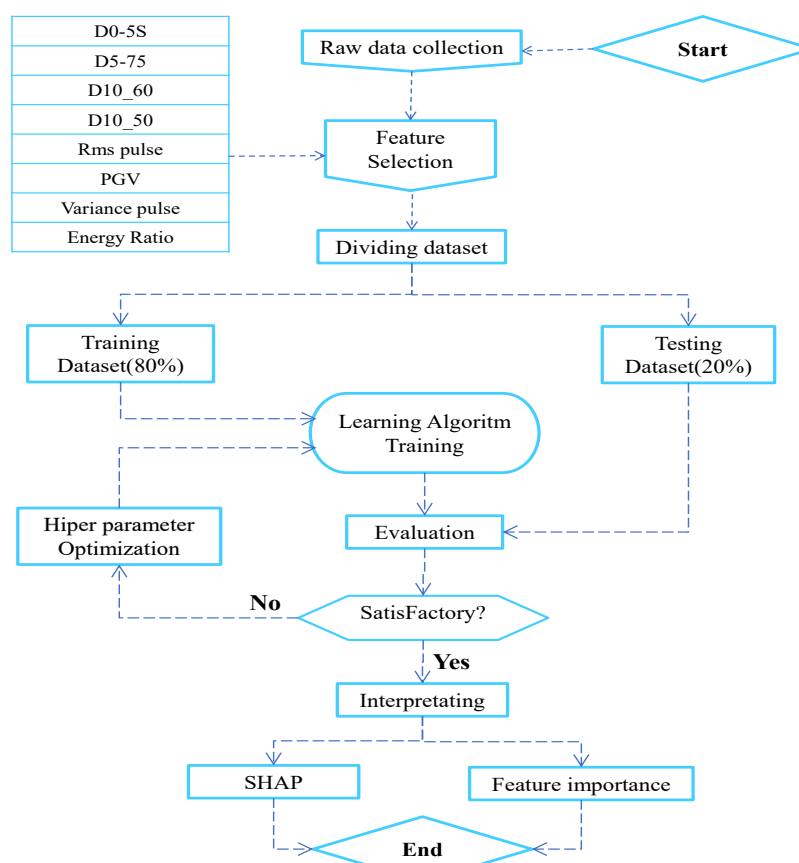 D0-5S
D5-75
D10_60
D10_50
Rms pulse
PGV
Variance pulse
Energy Ratio
Raw data collection
Start
Feature
Selection
Dividing dataset
Training
Dataset(80%)
Testing
Dataset(20%)
Learning Algoritm
Training
Hiper parameter
Optimization
Evaluation
No
SatisFactory?
Yes
Interpretating
SHAP
Feature importance
End